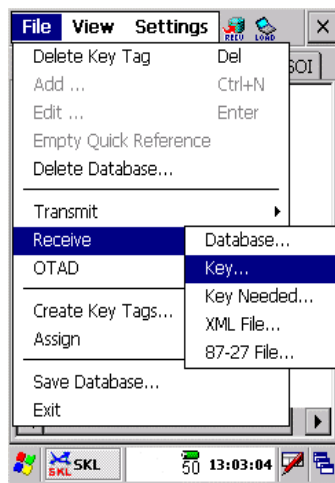 File View Settings RECV LOAD ×
Delete Key Tag Del
SOI
Add ... Ctrl+N
Edit ... Enter
Empty Quick Reference
Delete Database...
Transmit
Receive Database...
OTAD Key...
Key Needed...
Create Key Tags... XML File...
Assign 87-27 File...
Save Database...
Exit
SKL SKL 50 13:03:04